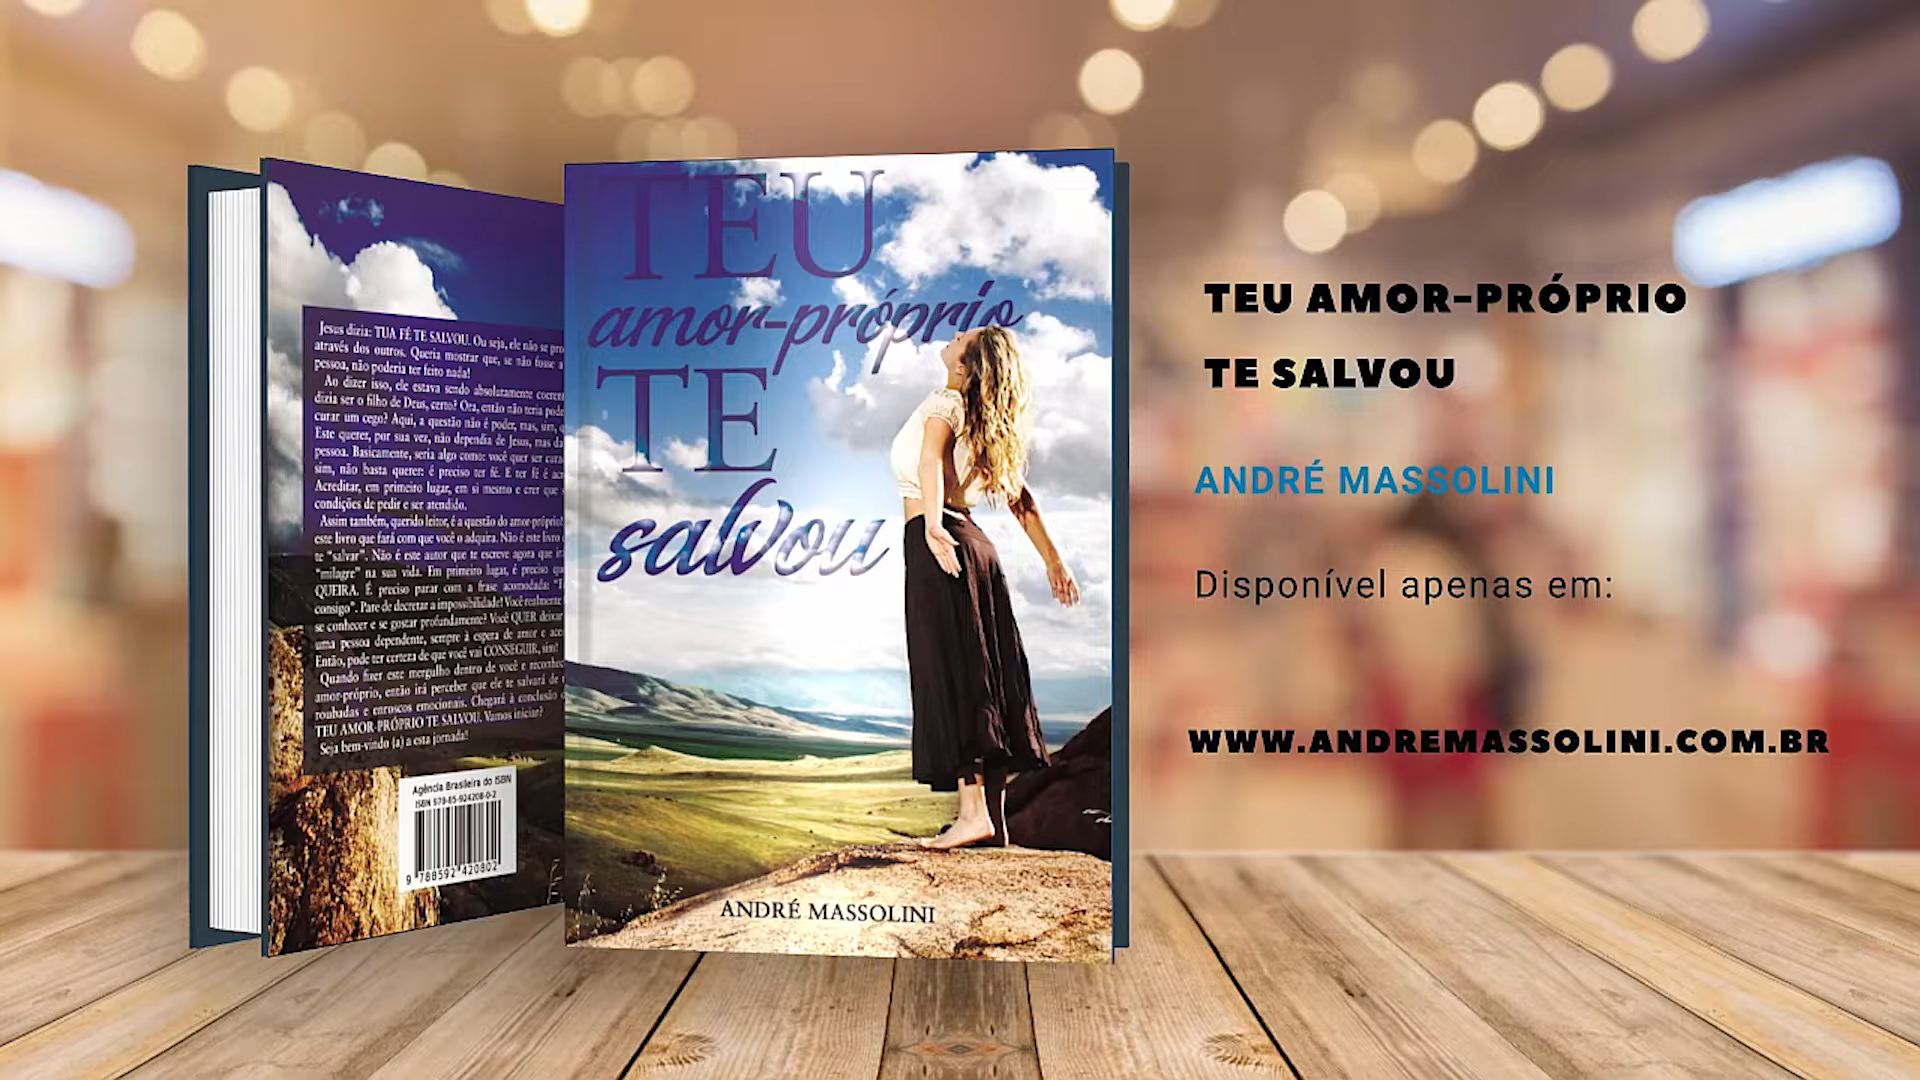 Jesus dizia: TUA FÉ TE SALVOU. Ou seja, ele não se
através dos outros. Queria mostrar que, se não fosse a
pessoa, não poderia ter feito nada!
Ao dizer isso, ele estava sendo absolutamente
dizia ser o filho de Deus, certo? Ora, então não teria
curar um cego? Aqui, a questão não é poder, mas, sim,
Este querer, por sua vez, não dependia de Jesus, mas
pessoa. Basicamente, seria algo como: você quer ser
sim, não basta querer: é preciso ter fé. E ter fé é
Acreditar, em primeiro lugar, em si mesmo e crer que
condições de pedir e ser atendido.
Assim também, querido leitor, é a questão do amor-próprio!
este livro que fará com que você o adquira. Não é este livro
te "salvar". Não é este autor que te escreve agora que
"milagre" na sua vida. Em primeiro lugar, é preciso
QUEIRA. É preciso parar com a frase acomodada:
consigo". Pare de decretar a impossibilidade! Você realmente
se conhecer e se gostar profundamente? Você QUER deixar
uma pessoa dependente, sempre à espera de amor e
Então, pode ter certeza de que você vai CONSEGUIR, sim!
Quando fizer este mergulho dentro de você e
amor-próprio, então irá perceber que ele te salvará de
roubadas e enroscos emocionais. Chegará à conclusão
TEU AMOR-PRÓPRIO TE SALVOU. Vamos iniciar?
Seja bem-vindo (a) a esta jornada!
Agência Brasileira do ISBN
ISBN 978-85-924208-0-2
9 788592 420802
TEU
amor-próprio
TE
salvou
ANDRÉ MASSOLINI
TEU AMOR-PRÓPRIO
TE SALVOU
ANDRÉ MASSOLINI
Disponível apenas em:
WWW.ANDREMASSOLINI.COM.BR